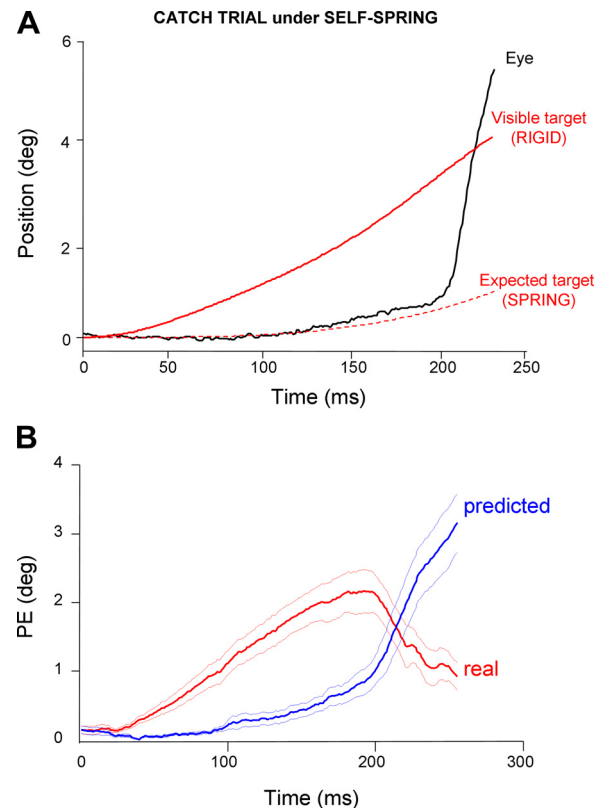 A
CATCH TRIAL under SELF-SPRING
6
4
2
0
Position (deg)
Eye
Visible target
(RIGID)
Expected target
(SPRING)
0
50
100
150
200
250
Time (ms)
B
4
3
2
1
0
PE (deg)
predicted
real
0
100
200
300
Time (ms)